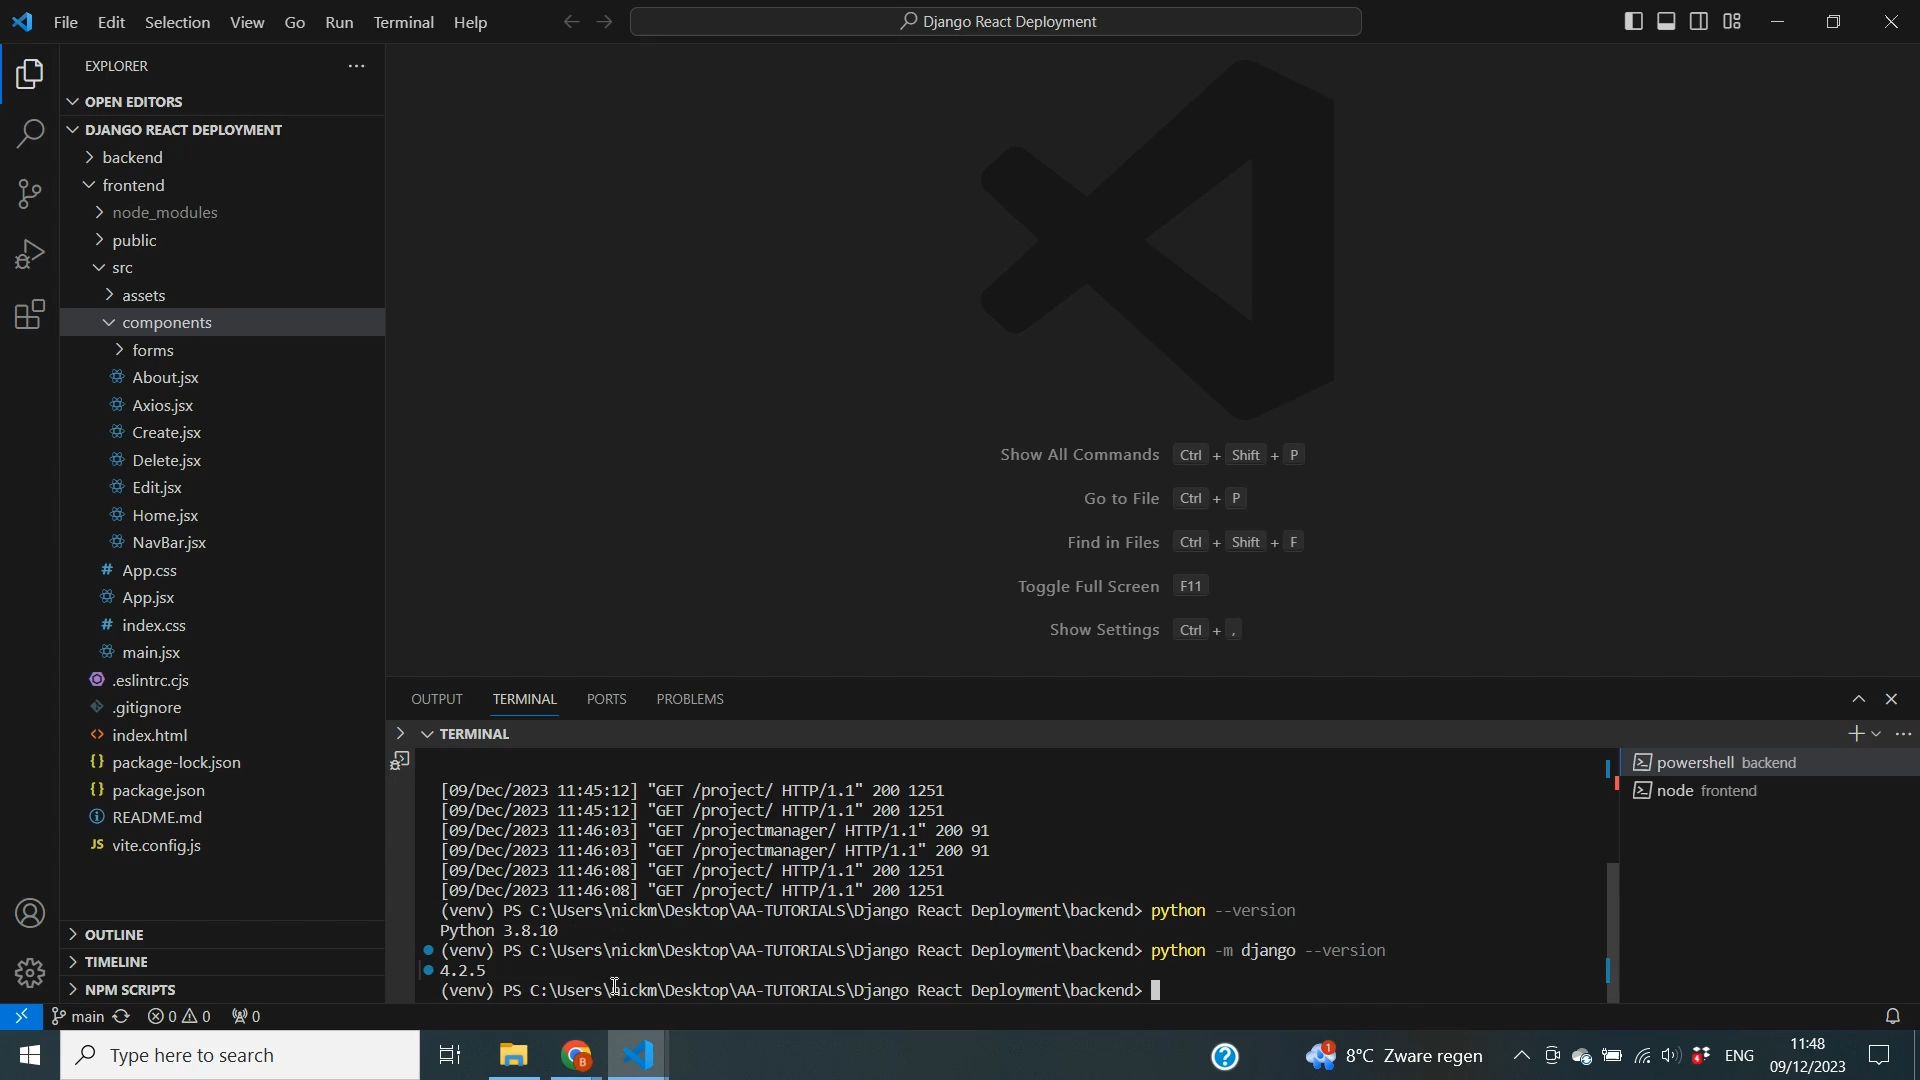 File Edit Selection View Go Run Terminal Help
Django React Deployment
EXPLORER
OPEN EDITORS
DJANGO REACT DEPLOYMENT
backend
frontend
node_modules
public
src
assets
components
forms
About.jsx
Axios.jsx
Create.jsx
Delete.jsx
Edit.jsx
Home.jsx
NavBar.jsx
App.css
App.jsx
index.css
main.jsx
.eslintrc.cjs
.gitignore
index.html
package-lock.json
package.json
README.md
vite.config.js
OUTLINE
TIMELINE
NPM SCRIPTS
Show All Commands Ctrl + Shift + P
Go to File Ctrl + P
Find in Files Ctrl + Shift + F
Toggle Full Screen F11
Show Settings Ctrl + ,
OUTPUT TERMINAL PORTS PROBLEMS
TERMINAL
[09/Dec/2023 11:45:12] "GET /project/ HTTP/1.1" 200 1251
[09/Dec/2023 11:45:12] "GET /project/ HTTP/1.1" 200 1251
[09/Dec/2023 11:46:03] "GET /projectmanager/ HTTP/1.1" 200 91
[09/Dec/2023 11:46:03] "GET /projectmanager/ HTTP/1.1" 200 91
[09/Dec/2023 11:46:08] "GET /project/ HTTP/1.1" 200 1251
[09/Dec/2023 11:46:08] "GET /project/ HTTP/1.1" 200 1251
(venv) PS C:\Users\nickm\Desktop\AA-TUTORIALS\Django React Deployment\backend> python --version
Python 3.8.10
(venv) PS C:\Users\nickm\Desktop\AA-TUTORIALS\Django React Deployment\backend> python -m django --version
4.2.5
(venv) PS C:\Users\nickm\Desktop\AA-TUTORIALS\Django React Deployment\backend>
powershell backend
node frontend
main 0 0 0
Type here to search
1
8°C Zware regen
4
ENG
11:48
09/12/2023